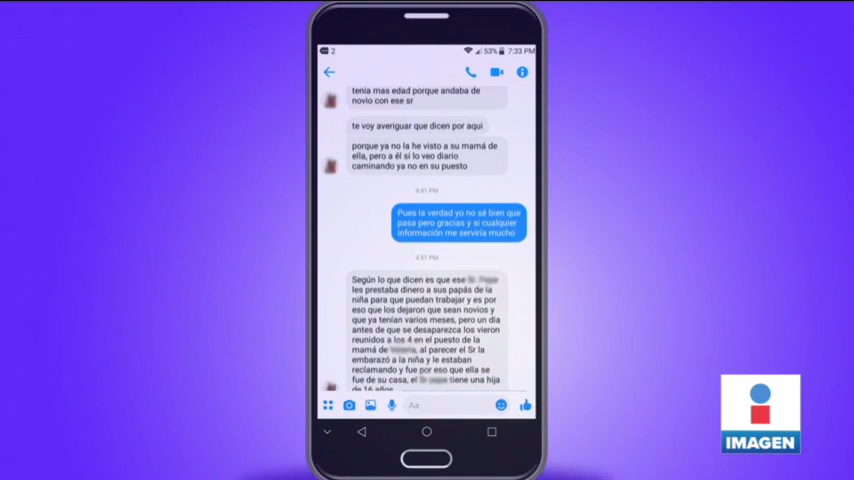 2
53%
7:33 PM
tenia mas edad porque andaba de
novio con ese sr
te voy averiguar que dicen por aqui
porque ya no la he visto a su mamá de
ella, pero a él si lo veo diario
caminando ya no en su puesto
4:41 PM
Pues la verdad yo no sé bien que
pasa pero gracias y si cualquier
información me serviría mucho
4:51 PM
Según lo que dicen es que ese
les prestaba dinero a sus papás de la
niña para que puedan trabajar y es por
eso que los dejaron que sean novios y
que ya tenían varios meses, pero un día
antes de que se desaparezca los vieron
reunidos a los 4 en el puesto de la
mamá de , al parecer el Sr la
embarazó a la niña y le estaban
reclamando y fue por eso que ella se
fue de su casa, el tiene una hija
de 16 años
Aa
IMAGEN